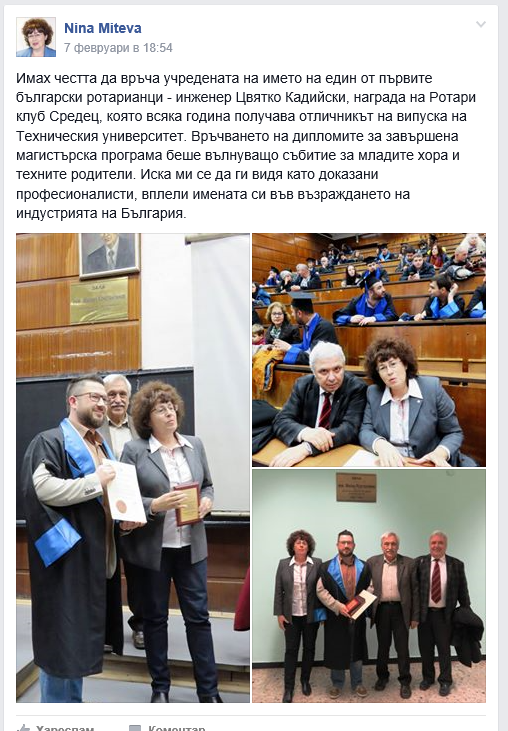 Nina Miteva
7 февруари в 18:54
Имах честта да връча учредената на името на един от първите
български ротарианци - инженер Цвятко Кадийски, награда на Ротари
клуб Средец, която всяка година получава отличникът на випуска на
Техническия университет. Връчването на дипломите за завършена
магистърска програма беше вълнуващо събитие за младите хора и
техните родители. Иска ми се да ги видя като доказани
професионалисти, вплели имената си във възраждането на
индустрията на България.
ЗАЛА
Харесвам
Коментар